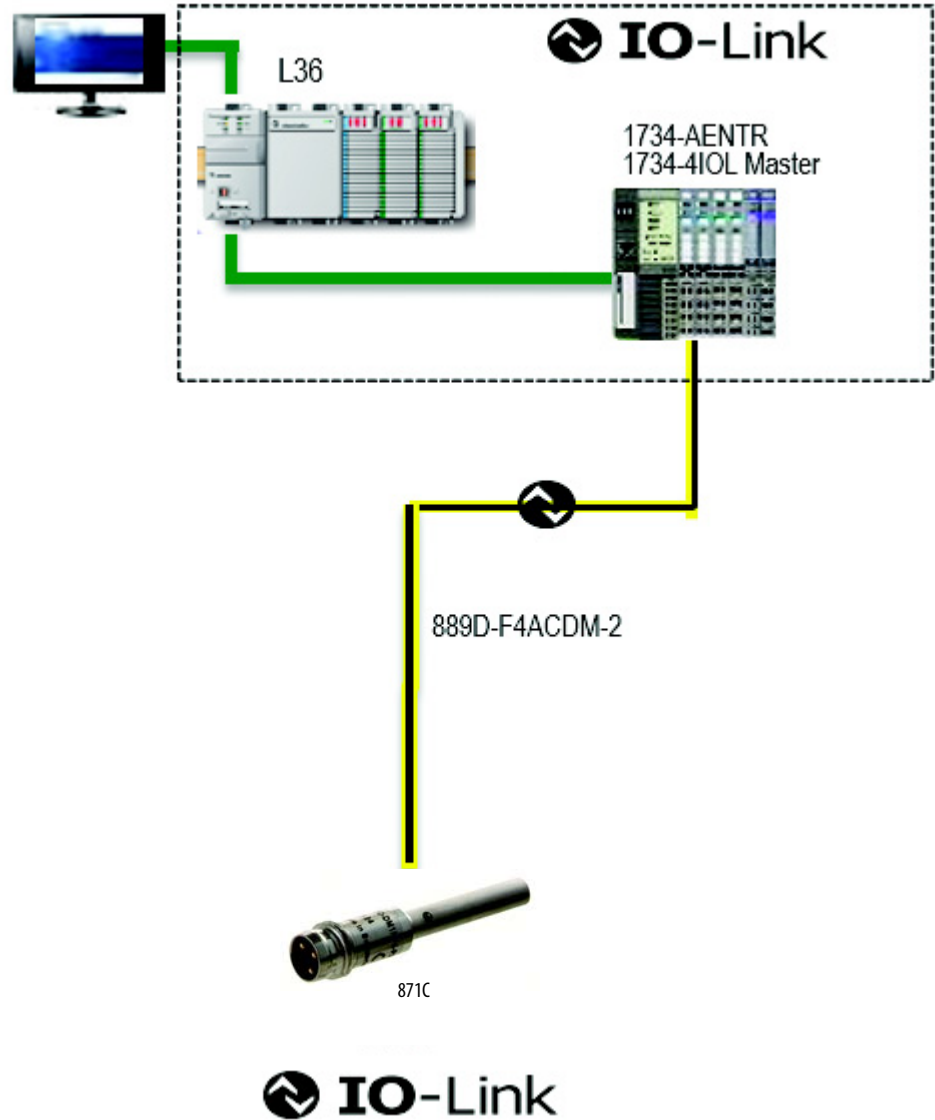 IO-Link
L36
1734-AENTR
1734-4IOL Master
889D-F4ACDM-2
871C
IO-Link